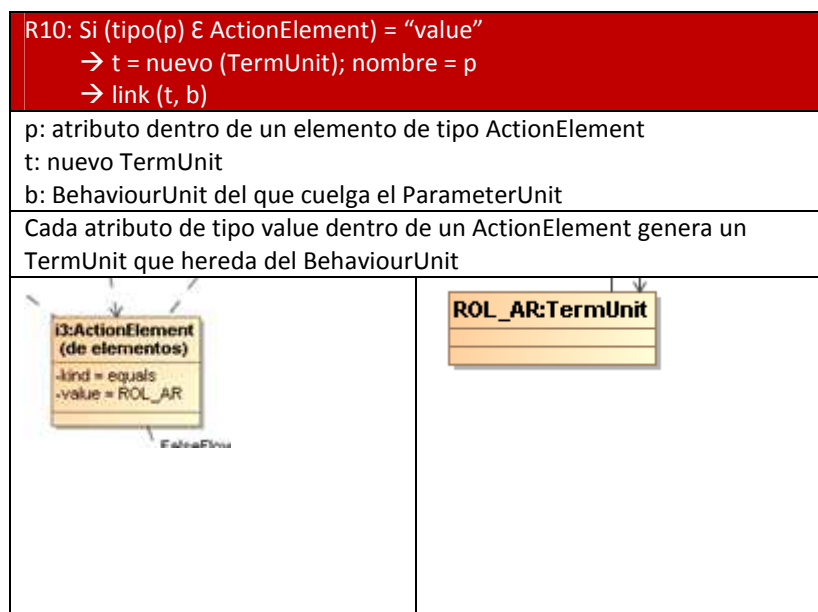 R10: Si (tipo(p) Ɛ ActionElement) = “value”
→ t = nuevo (TermUnit); nombre = p
→ link (t, b)
p: atributo dentro de un elemento de tipo ActionElement
t: nuevo TermUnit
b: BehaviourUnit del que cuelga el ParameterUnit
Cada atributo de tipo value dentro de un ActionElement genera un
TermUnit que hereda del BehaviourUnit
i3:ActionElement
(de elementos)
-kind = equals
-value = ROL_AR
FalseFlow
ROL_AR:TermUnit